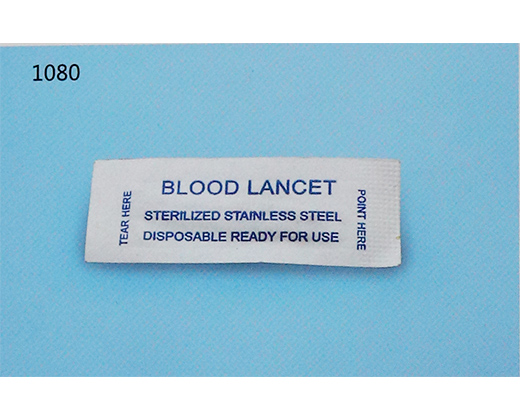 1080
BLOOD LANCET
TEAR HERE
STERILIZED STAINLESS STEEL
DISPOSABLE READY FOR USE
POINT HERE